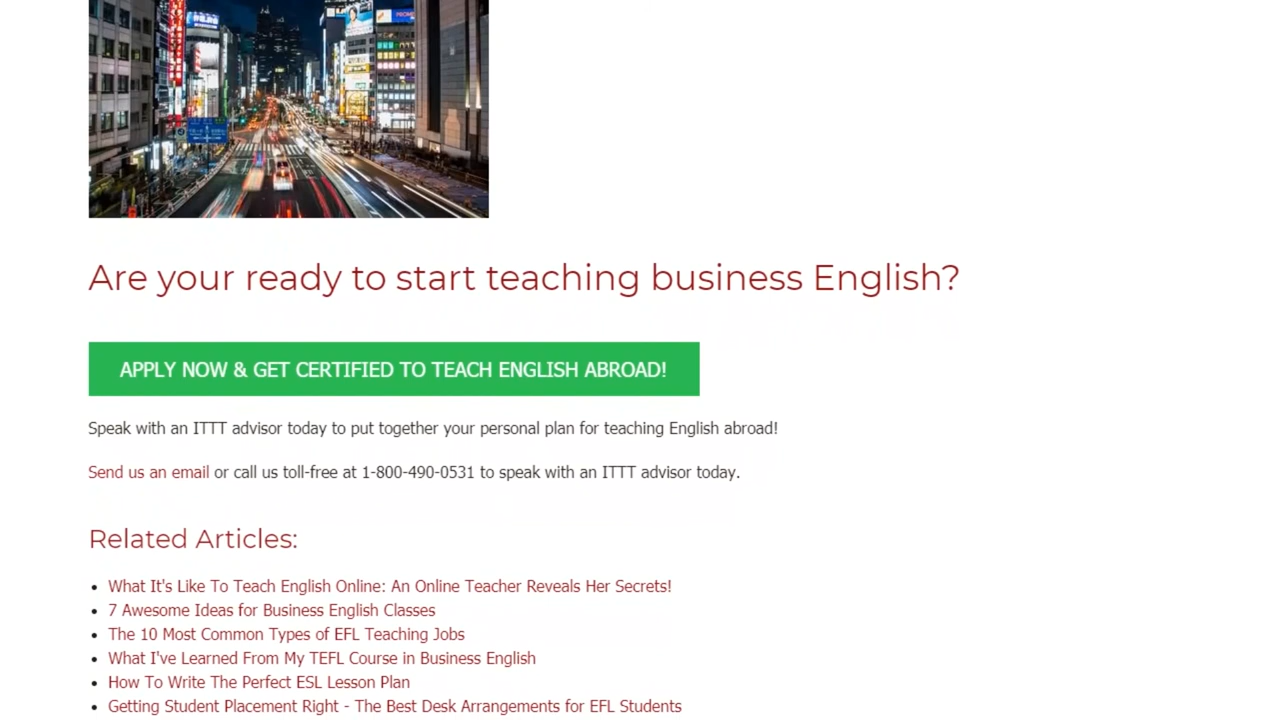 Are your ready to start teaching business English?
APPLY NOW & GET CERTIFIED TO TEACH ENGLISH ABROAD!
Speak with an ITTT advisor today to put together your personal plan for teaching English abroad!
Send us an email or call us toll-free at 1-800-490-0531 to speak with an ITTT advisor today.
Related Articles:
What It's Like To Teach English Online: An Online Teacher Reveals Her Secrets!
7 Awesome Ideas for Business English Classes
The 10 Most Common Types of EFL Teaching Jobs
What I've Learned From My TEFL Course in Business English
How To Write The Perfect ESL Lesson Plan
Getting Student Placement Right - The Best Desk Arrangements for EFL Students